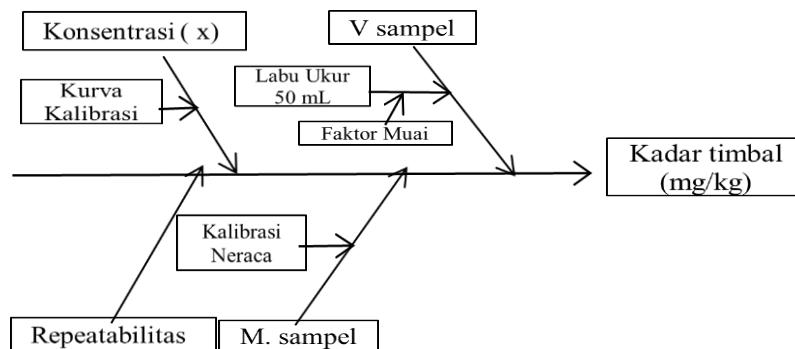 Konsentrasi ( x)
V sampel
Kurva
Kalibrasi
Labu Ukur
50 mL
Faktor Muai
Kadar timbal
(mg/kg)
Kalibrasi
Neraca
Repeatabilitas
M. sampel